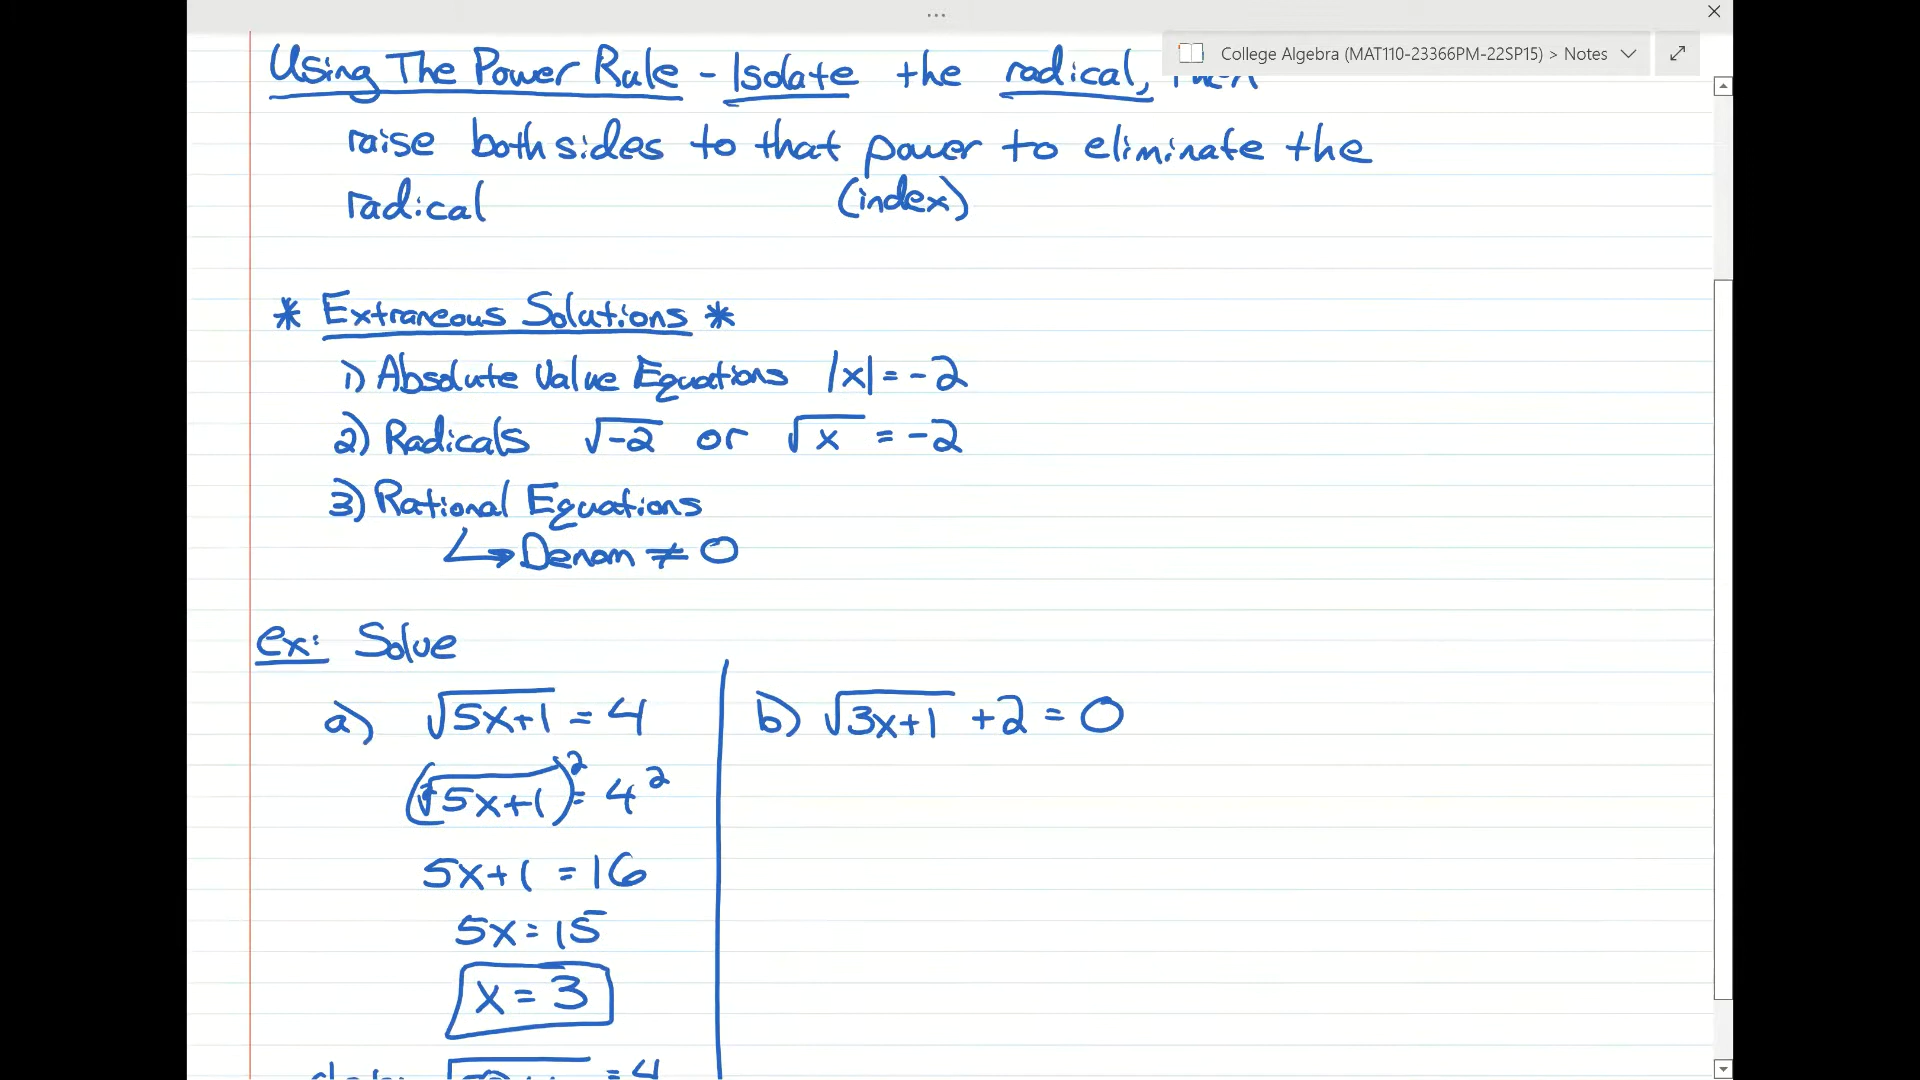 ...
College Algebra (MAT110-23366PM-22SP15) > Notes
Using The Power Rule - Isolate the radical, then
raise both sides to that power to eliminate the
radical (index)
* Extraneous Solutions *
1) Absolute Value Equations |x| = -2
2) Radicals √-2 or √x = -2
3) Rational Equations
↳ Denom ≠ 0
ex: Solve
a) √5x+1 = 4
(√5x+1)² = 4²
5x+1 = 16
5x = 15
x = 3
b) √3x+1 + 2 = 0
= 4